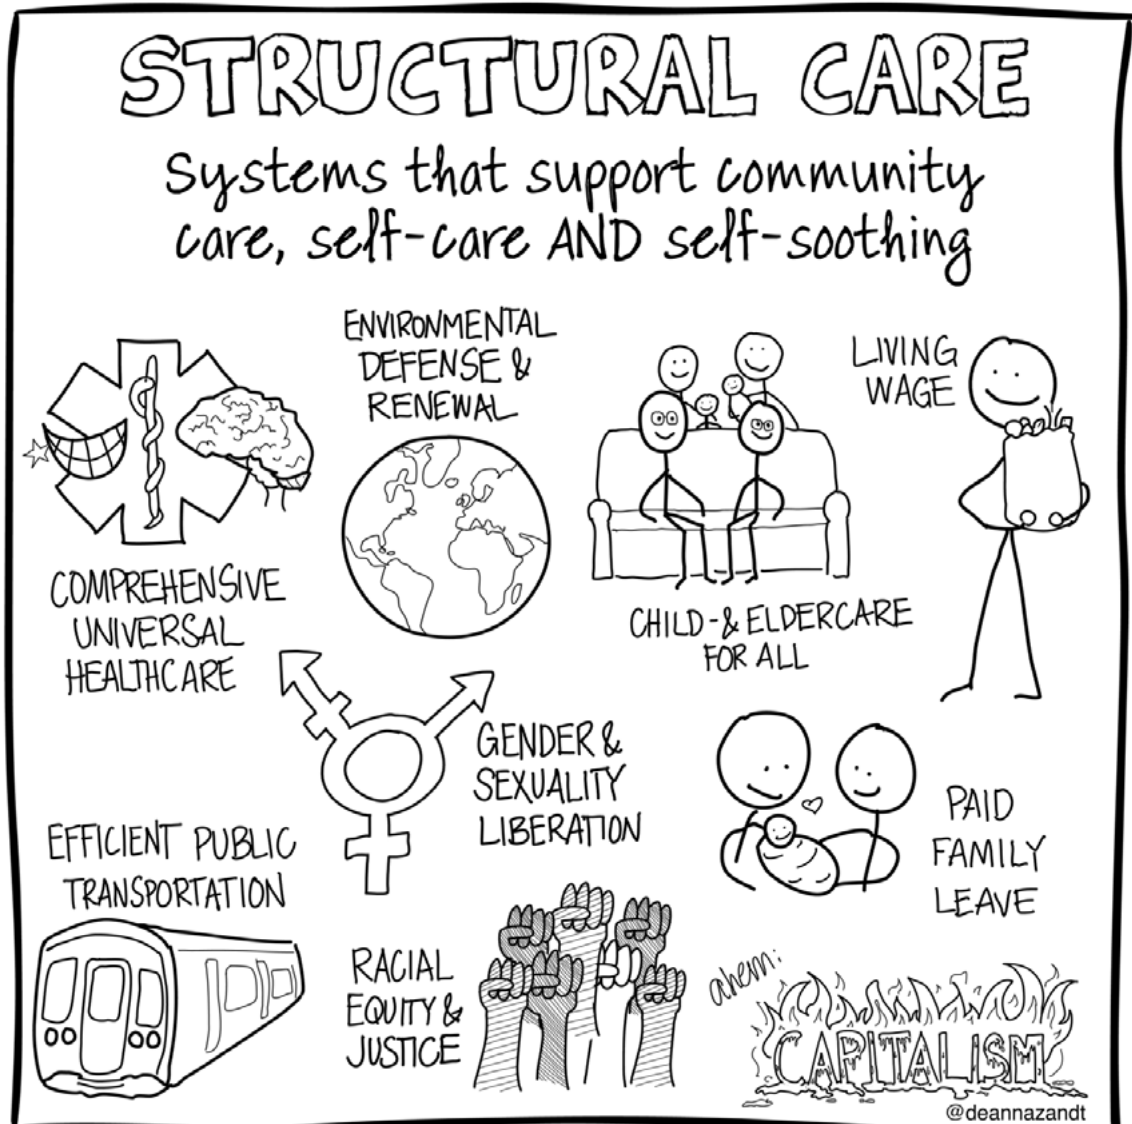 STRUCTURAL CARE
Systems that support community
care, self-care AND self-soothing
ENVIRONMENTAL
DEFENSE &
RENEWAL
LIVING
WAGE
COMPREHENSIVE
UNIVERSAL
HEALTHCARE
CHILD-& ELDERCARE
FOR ALL
GENDER &
SEXUALITY
LIBERATION
PAID
FAMILY
LEAVE
EFFICIENT PUBLIC
TRANSPORTATION
RACIAL
EQUITY &
JUSTICE
ahem:
CAPITALISM
@deannazandt